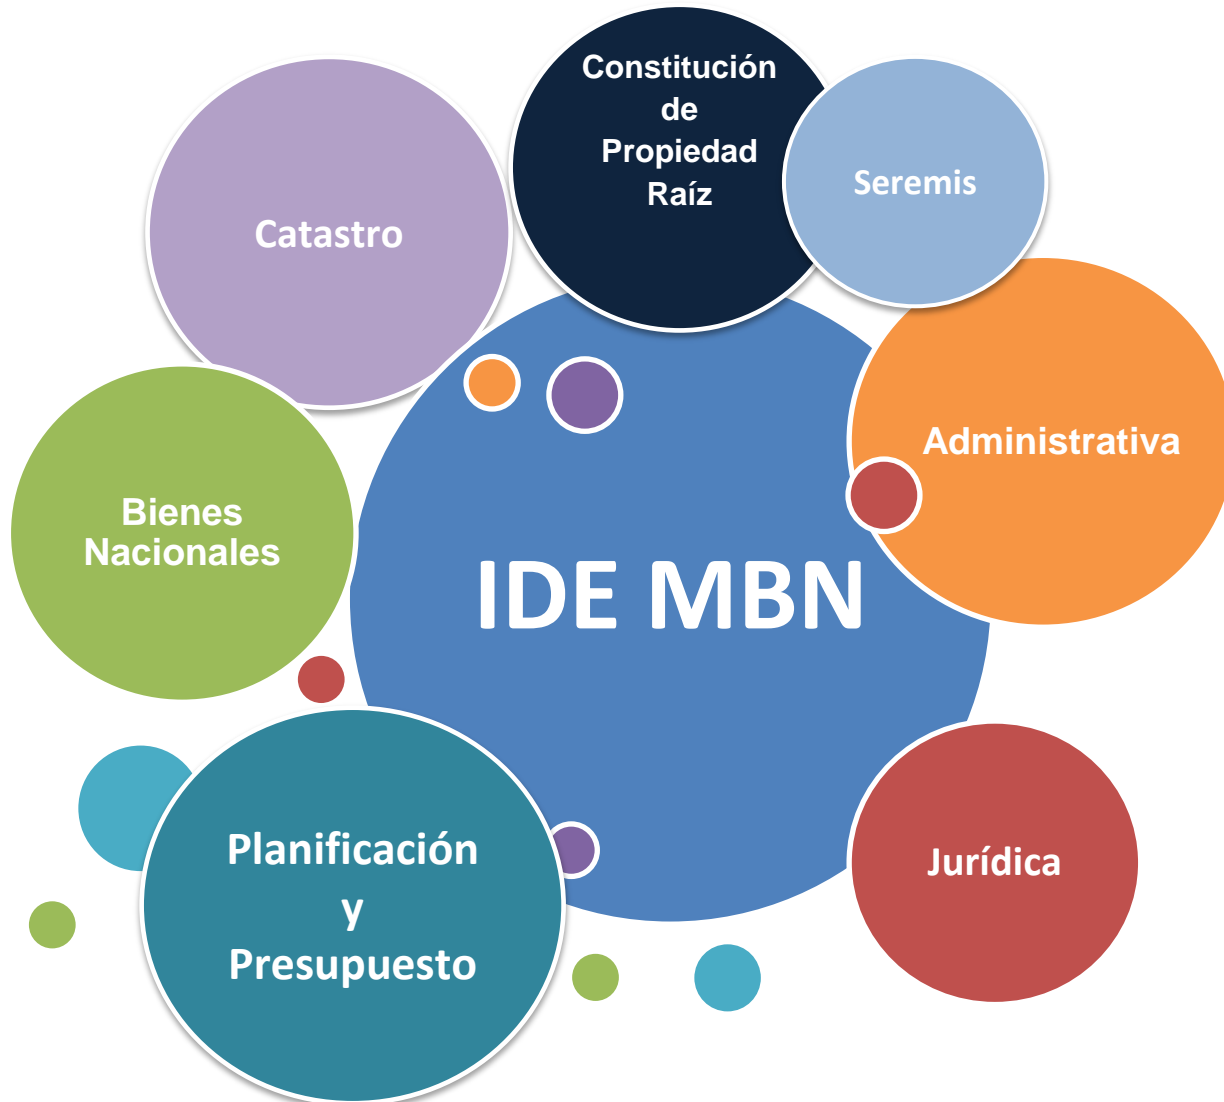 Constitución
de
Propiedad
Raíz
Seremis
Catastro
Administrativa
Bienes
Nacionales
IDE MBN
Planificación
y
Presupuesto
Jurídica